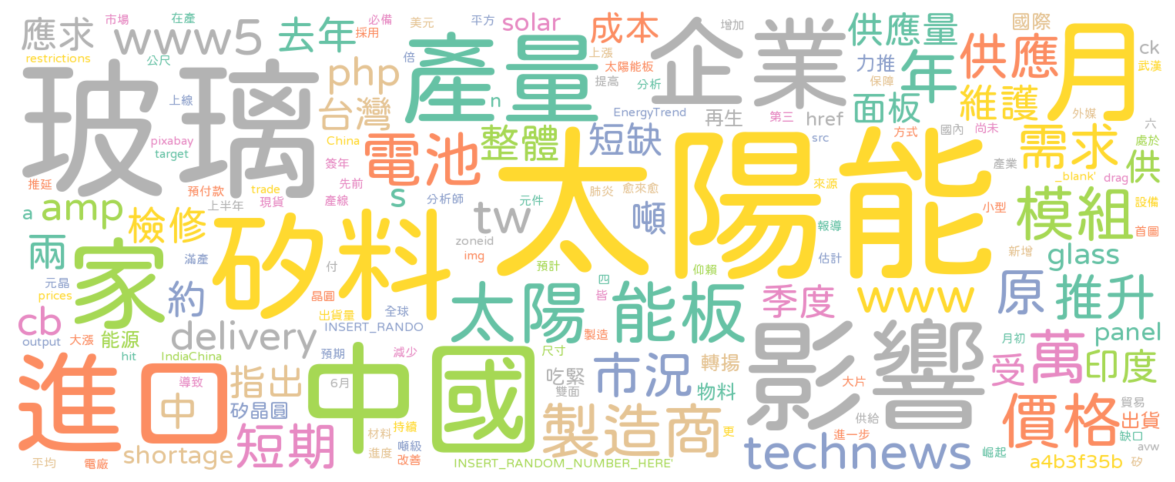 應求 www5 去年 市場 在產 必備 採用 美元 倍 平方 公尺 solar 上漲 成本 太陽能板 提高 分析 增加 企業 供應量 力推 保障 年 供應 國際 月 ck 武漢
restrictions 玻璃 上線 php 台灣 產量 n EnergyTrend 再生 第三 href src 面板 方式 維護 國內 尚未 外媒 六
pixabay target China 簽年 先前 電池 整體 短缺 肺炎 愈來愈 來源 產業 需求 處於 供 _blank' drag
推延 預付款 trade 現貨 產線 s 分析師 元件 太陽能 噸 報導 小型 模組 設備 首圖
a amp 上半年 檢修 矽料 tw zoneid img 預計 四 仰賴 估計 新增 glass
兩 家 滿產 付 皆 季度 www 原 推升
元晶 prices 約 晶圓 出貨量 全球 太陽 能板 製造
cb output 大漲 能源 delivery INSERT_RANDO 月初 panel
hit IndiaChina 預期 減少 尺寸 市況 轉揚 影響 受 萬 印度
進口 導致 中 指出 6月 中國 吃緊 雙面 物料 大片 貿易
矽晶圓 製造商 更 供給 價格 出貨
短期 材料 持續 進度 噸級 改善 進一步 缺口 avw
平均 電廠 shortage INSERT_RANDOM_NUMBER_HERE' technews 崛起 a4b3f35b 矽